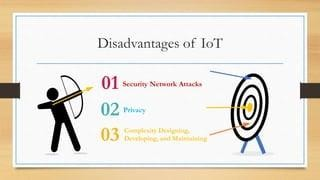 Disadvantages of IoT
01 Security Network Attacks
02 Privacy
03 Complexity Designing,
Developing, and Maintaining